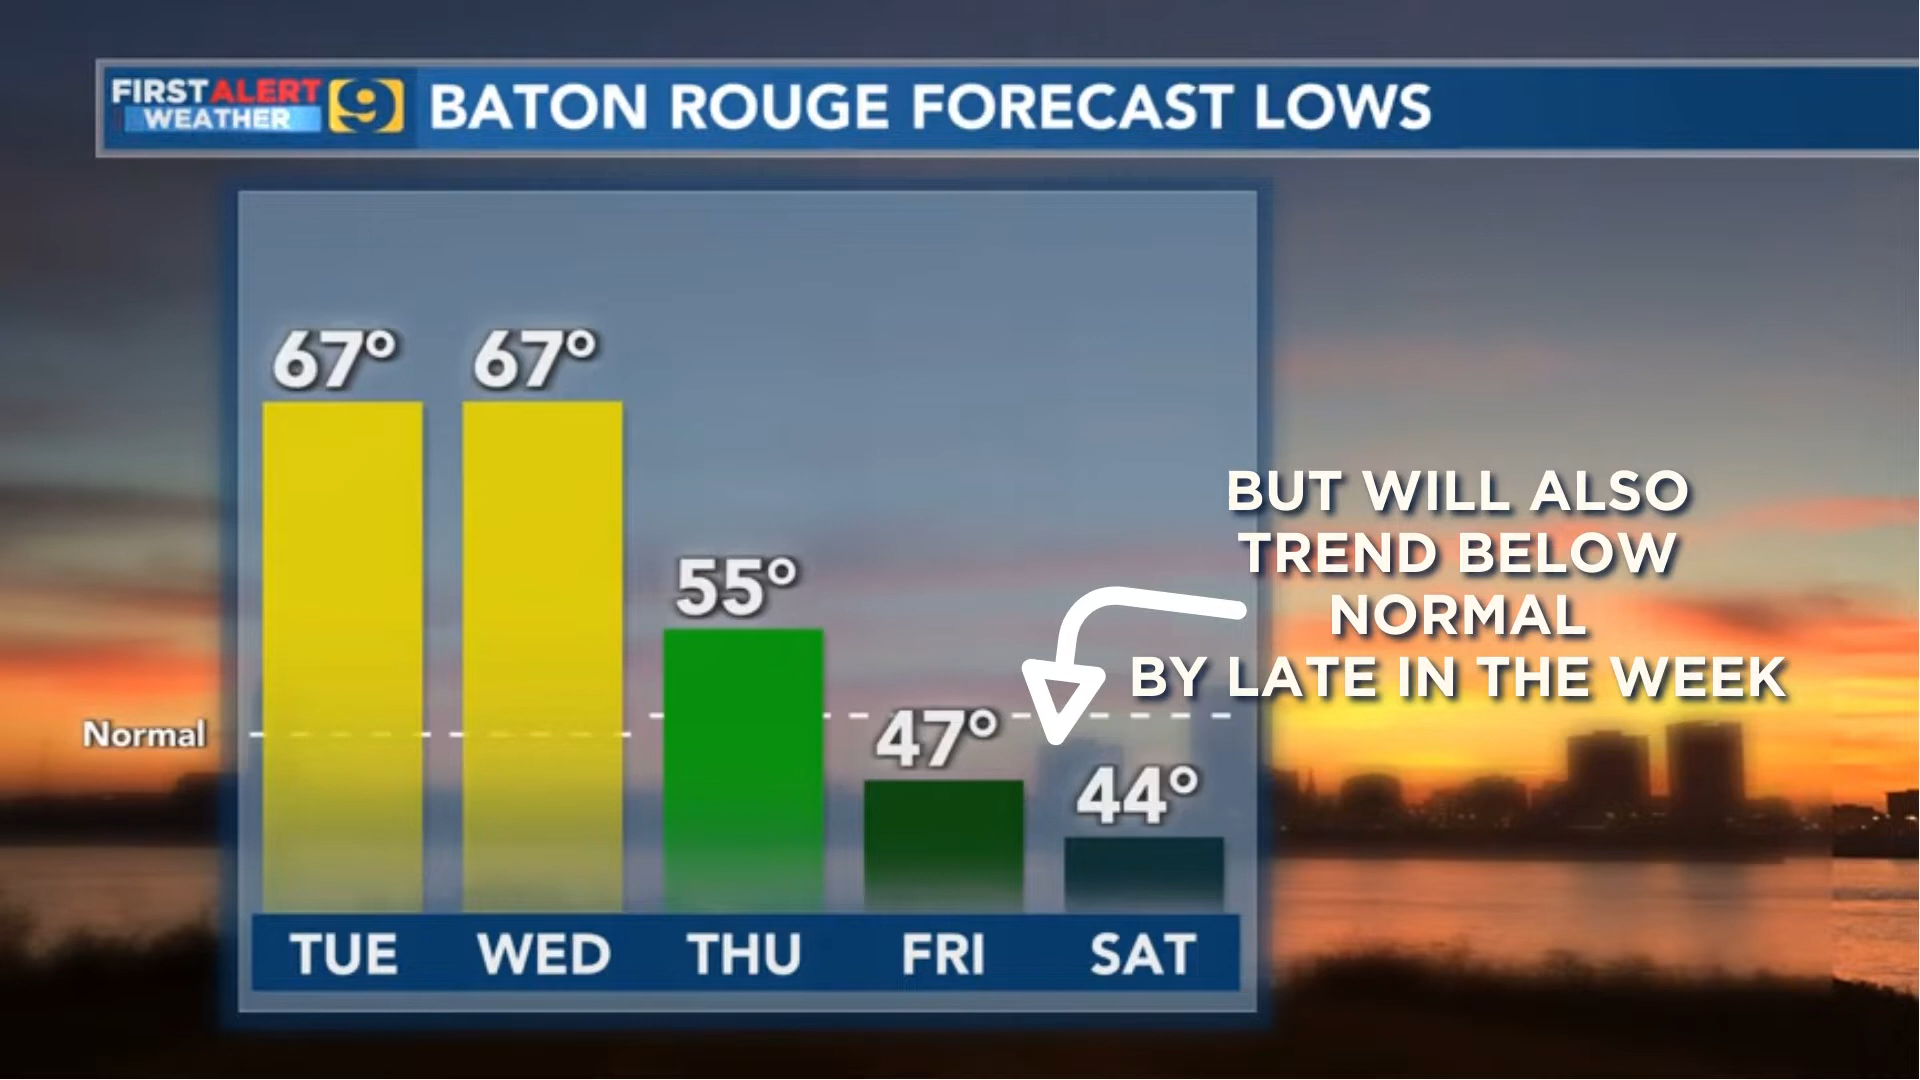 FIRST ALERT
WEATHER
9
BATON ROUGE FORECAST LOWS
67° 67°
55°
47°
44°
BUT WILL ALSO
TREND BELOW
NORMAL
BY LATE IN THE WEEK
Normal
TUE WED THU FRI SAT